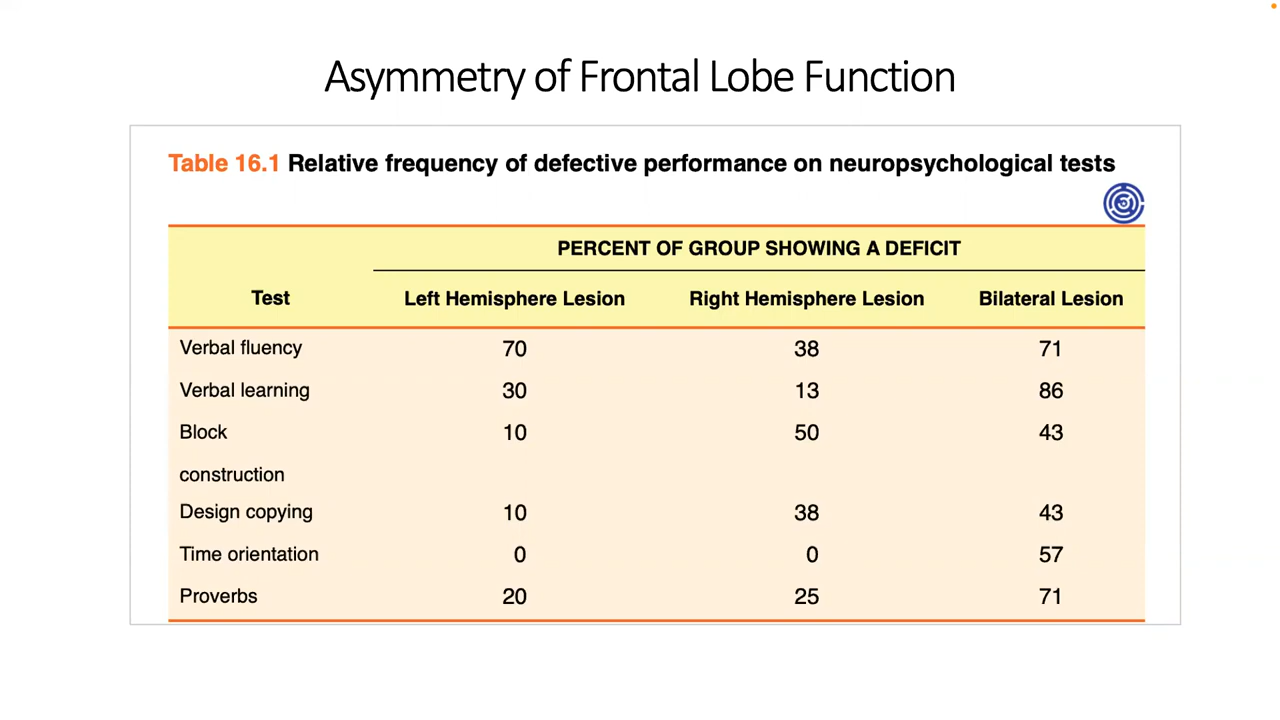 Asymmetry of Frontal Lobe Function
Table 16.1 Relative frequency of defective performance on neuropsychological tests
PERCENT OF GROUP SHOWING A DEFICIT
Test Left Hemisphere Lesion Right Hemisphere Lesion Bilateral Lesion
Verbal fluency 70 38 71
Verbal learning 30 13 86
Block 10 50 43
construction
Design copying 10 38 43
Time orientation 0 0 57
Proverbs 20 25 71